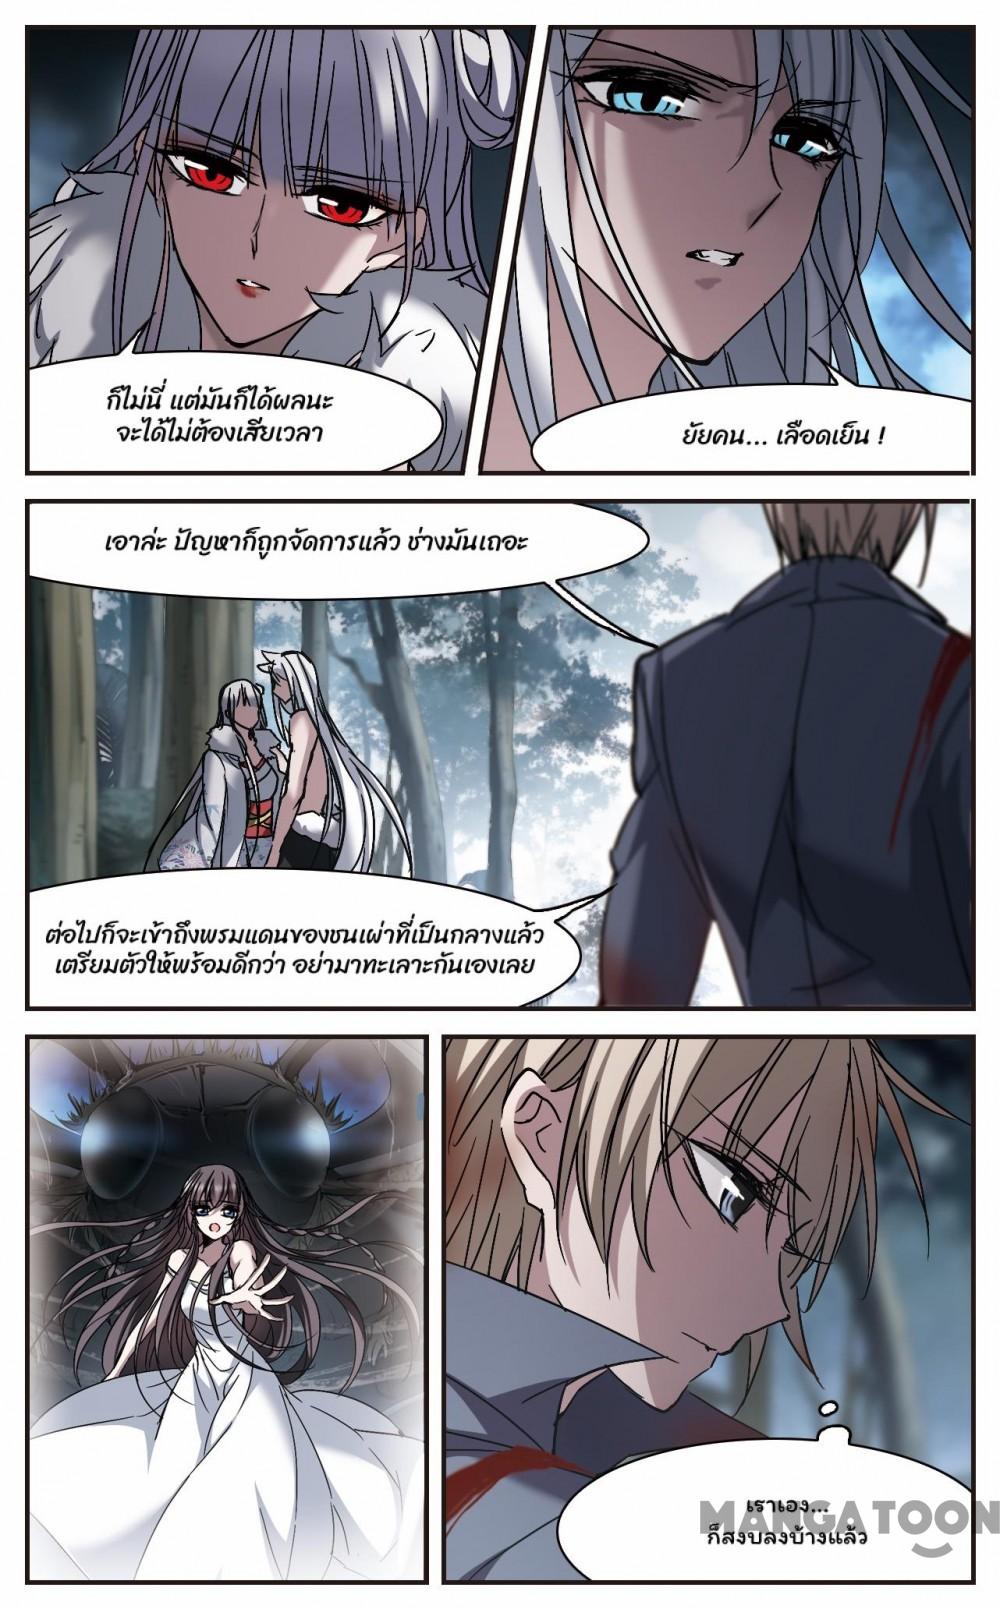 ก็ไม่นี่ แต่มันก็ได้ผลนะ
จะได้ไม่ต้องเสียเวลา
ยัยคน... เลือดเย็น !
เอาล่ะ ปัญหาก็ถูกจัดการแล้ว ช่างมันเถอะ
ต่อไปก็จะเข้าถึงพรมแดนของชนเผ่าที่เป็นกลางแล้ว
เตรียมตัวให้พร้อมดีกว่า อย่ามาทะเลาะกันเองเลย
เราเอง...
ก็สงบลงบ้างแล้ว
MANGATOON